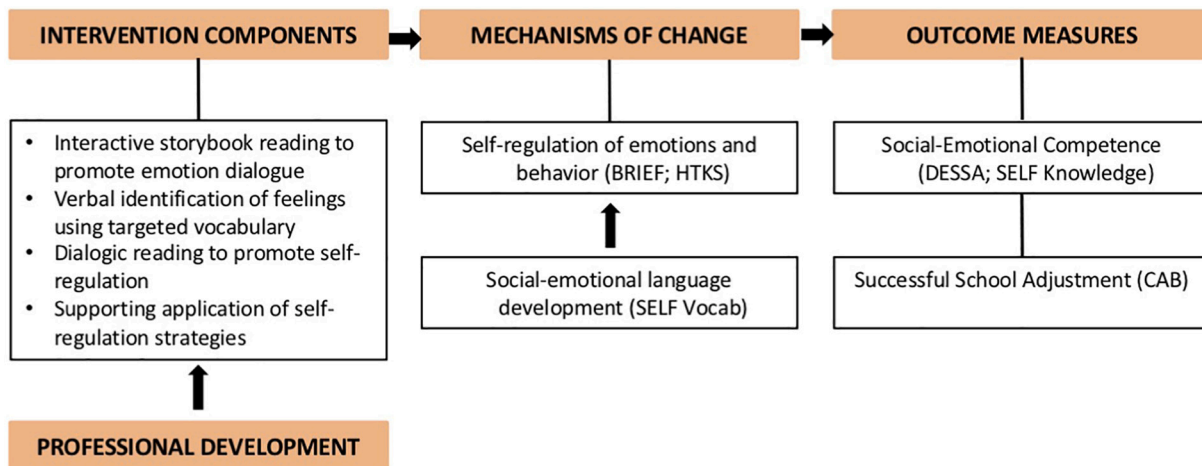 INTERVENTION COMPONENTS
MECHANISMS OF CHANGE
OUTCOME MEASURES
• Interactive storybook reading to
promote emotion dialogue
• Verbal identification of feelings
using targeted vocabulary
• Dialogic reading to promote self-
regulation
• Supporting application of self-
regulation strategies
Self-regulation of emotions and
behavior (BRIEF; HTKS)
Social-emotional language
development (SELF Vocab)
Social-Emotional Competence
(DESSA; SELF Knowledge)
Successful School Adjustment (CAB)
PROFESSIONAL DEVELOPMENT